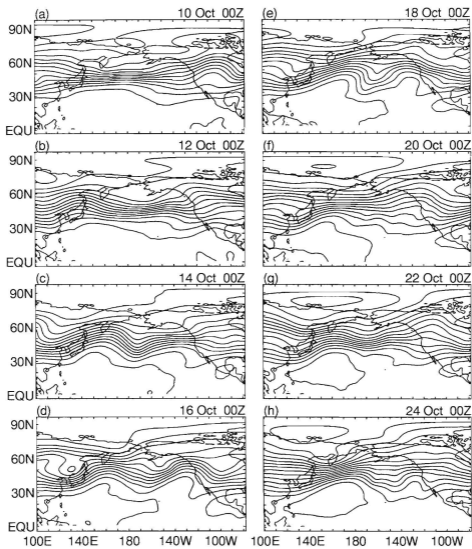 (a) 10 Oct 00Z
90N
60N
30N
EQU
(b) 12 Oct 00Z
90N
60N
30N
EQU
(c) 14 Oct 00Z
90N
60N
30N
EQU
(d) 16 Oct 00Z
90N
60N
30N
EQU
100E 140E 180 140W 100W
(e) 18 Oct 00Z
(f) 20 Oct 00Z
(g) 22 Oct 00Z
(h) 24 Oct 00Z
100E 140E 180 140W 100W